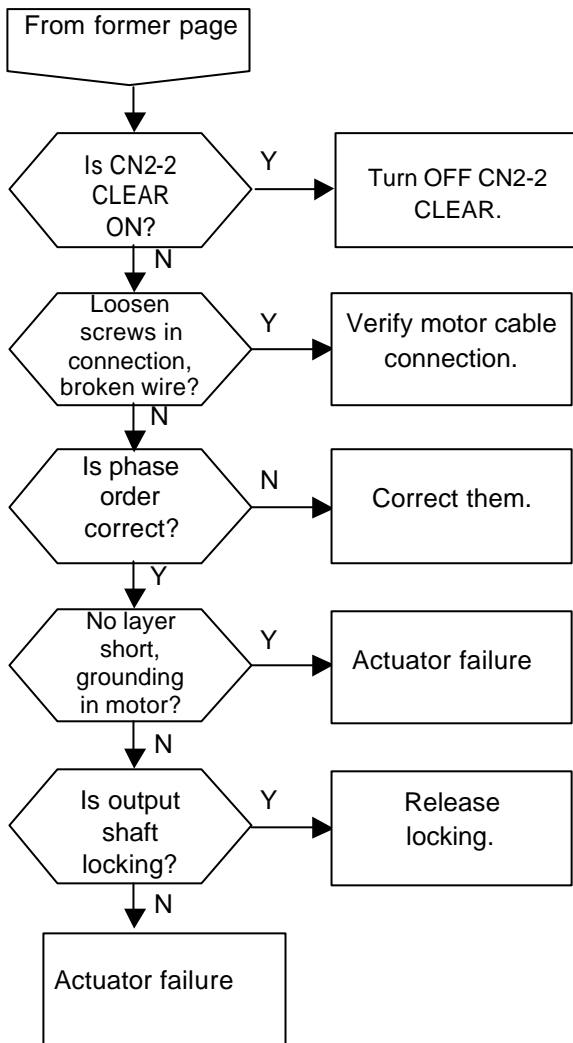 From former page
Is CN2-2
CLEAR
ON?
Y
Turn OFF CN2-2
CLEAR.
N
Loosen
screws in
connection,
broken wire?
Y
Verify motor cable
connection.
N
Is phase
order
correct?
N
Correct them.
Y
No layer
short,
grounding
in motor?
Y
Actuator failure
N
Is output
shaft
locking?
Y
Release
locking.
N
Actuator failure